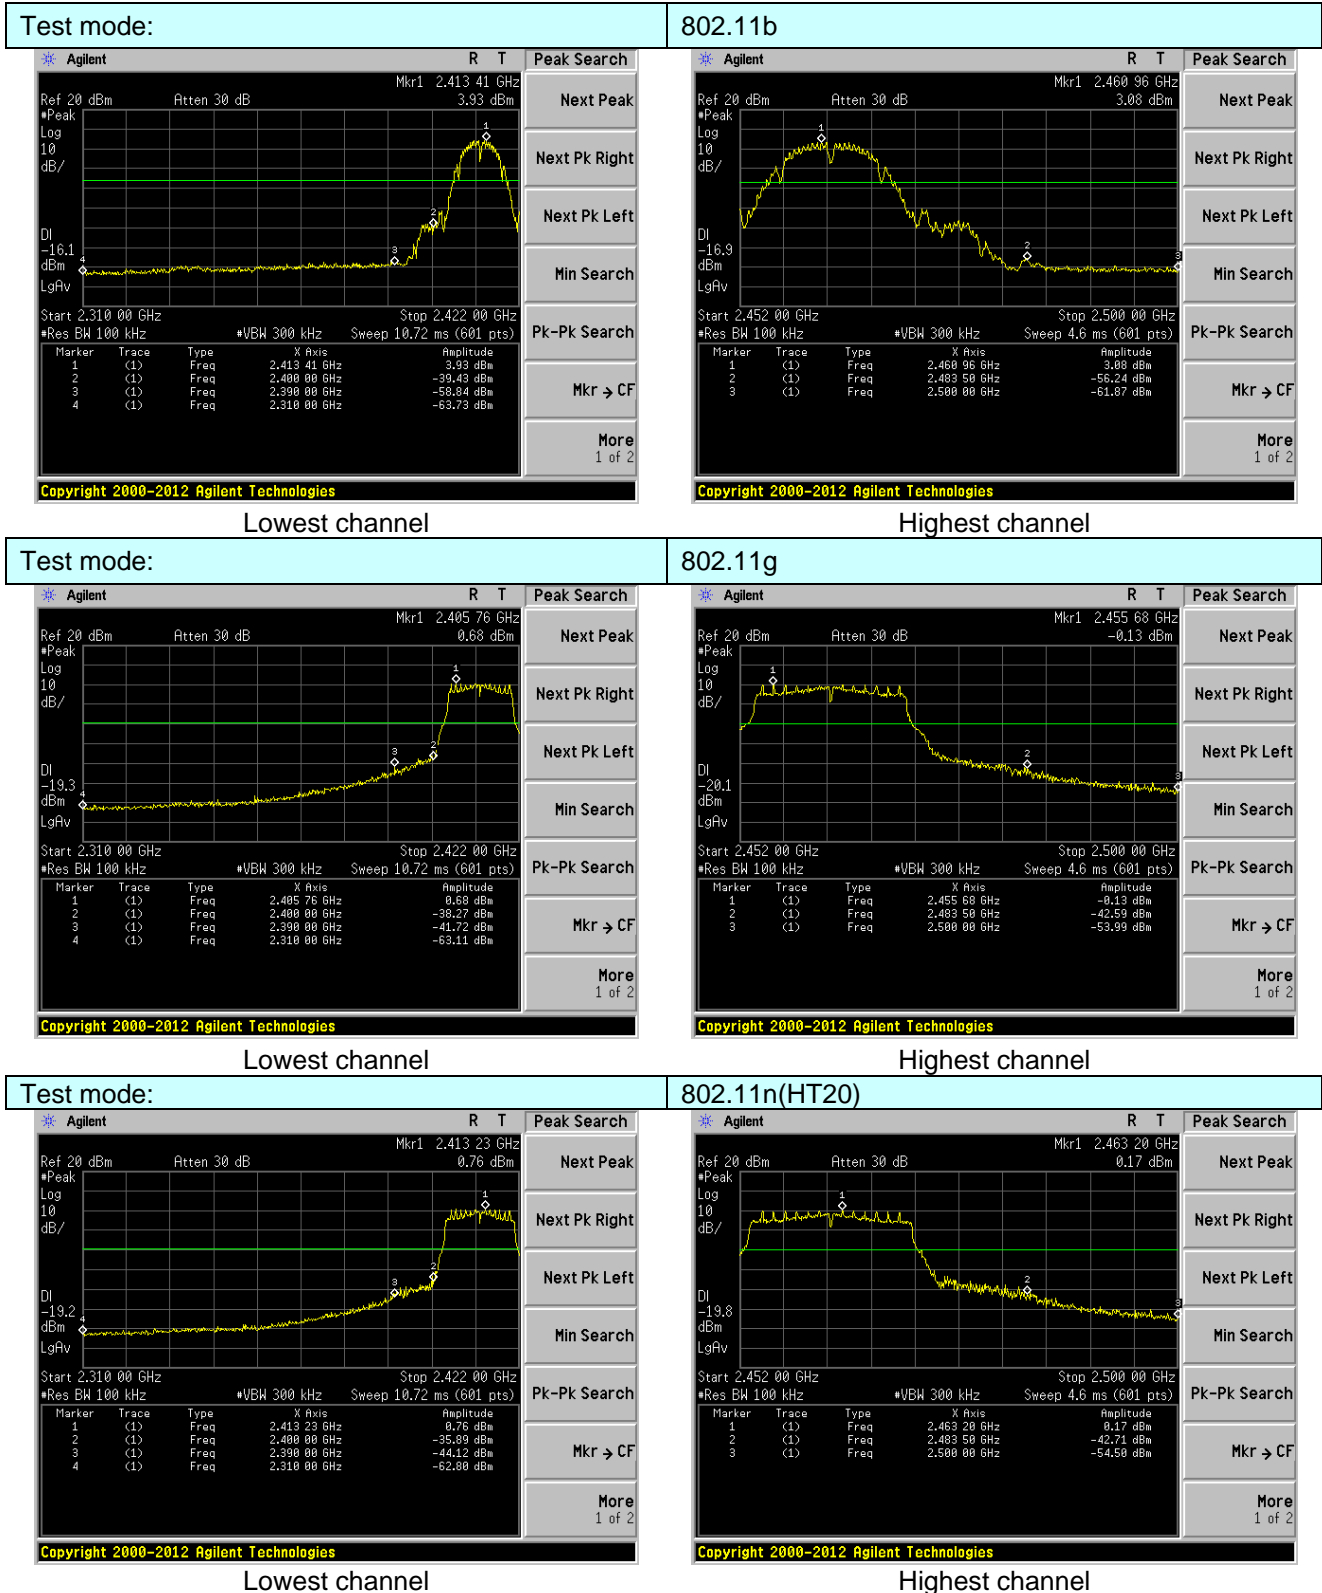 Test mode: 802.11b
Agilent R T Peak Search
Mkr1 2.413 41 GHz
Ref 20 dBm Atten 30 dB 3.93 dBm
#Peak
Log
10
dB/
1
2
3
4
DI
-16.1
dBm
LgAv
Start 2.310 00 GHz Stop 2.422 00 GHz
#Res BW 100 kHz #VBW 300 kHz Sweep 10.72 ms (601 pts)
Marker Trace Type X Axis Amplitude
1 (1) Freq 2.413 41 GHz 3.93 dBm
2 (1) Freq 2.400 00 GHz -39.43 dBm
3 (1) Freq 2.390 00 GHz -58.84 dBm
4 (1) Freq 2.310 00 GHz -63.73 dBm
Next Peak
Next Pk Right
Next Pk Left
Min Search
Pk-Pk Search
Mkr → CF
More
1 of 2
Copyright 2000-2012 Agilent Technologies
Lowest channel
Agilent R T Peak Search
Mkr1 2.460 96 GHz
Ref 20 dBm Atten 30 dB 3.08 dBm
#Peak
Log
10
dB/
1
2
3
DI
-16.9
dBm
LgAv
Start 2.452 00 GHz Stop 2.500 00 GHz
#Res BW 100 kHz #VBW 300 kHz Sweep 4.6 ms (601 pts)
Marker Trace Type X Axis Amplitude
1 (1) Freq 2.460 96 GHz 3.08 dBm
2 (1) Freq 2.483 50 GHz -56.24 dBm
3 (1) Freq 2.500 00 GHz -61.87 dBm
Next Peak
Next Pk Right
Next Pk Left
Min Search
Pk-Pk Search
Mkr → CF
More
1 of 2
Copyright 2000-2012 Agilent Technologies
Highest channel
Test mode: 802.11g
Agilent R T Peak Search
Mkr1 2.405 76 GHz
Ref 20 dBm Atten 30 dB 0.68 dBm
#Peak
Log
10
dB/
1
2
3
4
DI
-19.3
dBm
LgAv
Start 2.310 00 GHz Stop 2.422 00 GHz
#Res BW 100 kHz #VBW 300 kHz Sweep 10.72 ms (601 pts)
Marker Trace Type X Axis Amplitude
1 (1) Freq 2.405 76 GHz 0.68 dBm
2 (1) Freq 2.400 00 GHz -38.27 dBm
3 (1) Freq 2.390 00 GHz -41.72 dBm
4 (1) Freq 2.310 00 GHz -63.11 dBm
Next Peak
Next Pk Right
Next Pk Left
Min Search
Pk-Pk Search
Mkr → CF
More
1 of 2
Copyright 2000-2012 Agilent Technologies
Lowest channel
Agilent R T Peak Search
Mkr1 2.455 68 GHz
Ref 20 dBm Atten 30 dB -0.13 dBm
#Peak
Log
10
dB/
1
2
3
DI
-20.1
dBm
LgAv
Start 2.452 00 GHz Stop 2.500 00 GHz
#Res BW 100 kHz #VBW 300 kHz Sweep 4.6 ms (601 pts)
Marker Trace Type X Axis Amplitude
1 (1) Freq 2.455 68 GHz -0.13 dBm
2 (1) Freq 2.483 50 GHz -42.59 dBm
3 (1) Freq 2.500 00 GHz -53.99 dBm
Next Peak
Next Pk Right
Next Pk Left
Min Search
Pk-Pk Search
Mkr → CF
More
1 of 2
Copyright 2000-2012 Agilent Technologies
Highest channel
Test mode: 802.11n(HT20)
Agilent R T Peak Search
Mkr1 2.413 23 GHz
Ref 20 dBm Atten 30 dB 0.76 dBm
#Peak
Log
10
dB/
1
2
3
4
DI
-19.2
dBm
LgAv
Start 2.310 00 GHz Stop 2.422 00 GHz
#Res BW 100 kHz #VBW 300 kHz Sweep 10.72 ms (601 pts)
Marker Trace Type X Axis Amplitude
1 (1) Freq 2.413 23 GHz 0.76 dBm
2 (1) Freq 2.400 00 GHz -35.89 dBm
3 (1) Freq 2.390 00 GHz -44.12 dBm
4 (1) Freq 2.310 00 GHz -62.80 dBm
Next Peak
Next Pk Right
Next Pk Left
Min Search
Pk-Pk Search
Mkr → CF
More
1 of 2
Copyright 2000-2012 Agilent Technologies
Lowest channel
Agilent R T Peak Search
Mkr1 2.463 20 GHz
Ref 20 dBm Atten 30 dB 0.17 dBm
#Peak
Log
10
dB/
1
2
3
DI
-19.8
dBm
LgAv
Start 2.452 00 GHz Stop 2.500 00 GHz
#Res BW 100 kHz #VBW 300 kHz Sweep 4.6 ms (601 pts)
Marker Trace Type X Axis Amplitude
1 (1) Freq 2.463 20 GHz 0.17 dBm
2 (1) Freq 2.483 50 GHz -42.71 dBm
3 (1) Freq 2.500 00 GHz -54.50 dBm
Next Peak
Next Pk Right
Next Pk Left
Min Search
Pk-Pk Search
Mkr → CF
More
1 of 2
Copyright 2000-2012 Agilent Technologies
Highest channel